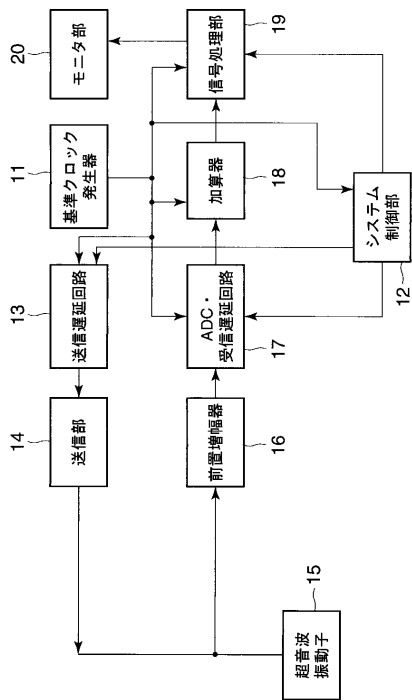 11
基準クロック
発生器
20
モニタ部
13
送信遅延回路
14
送信部
19
信号処理部
18
加算器
17
ADC・
受信遅延回路
16
前置増幅器
12
システム
制御部
15
超音波
振動子